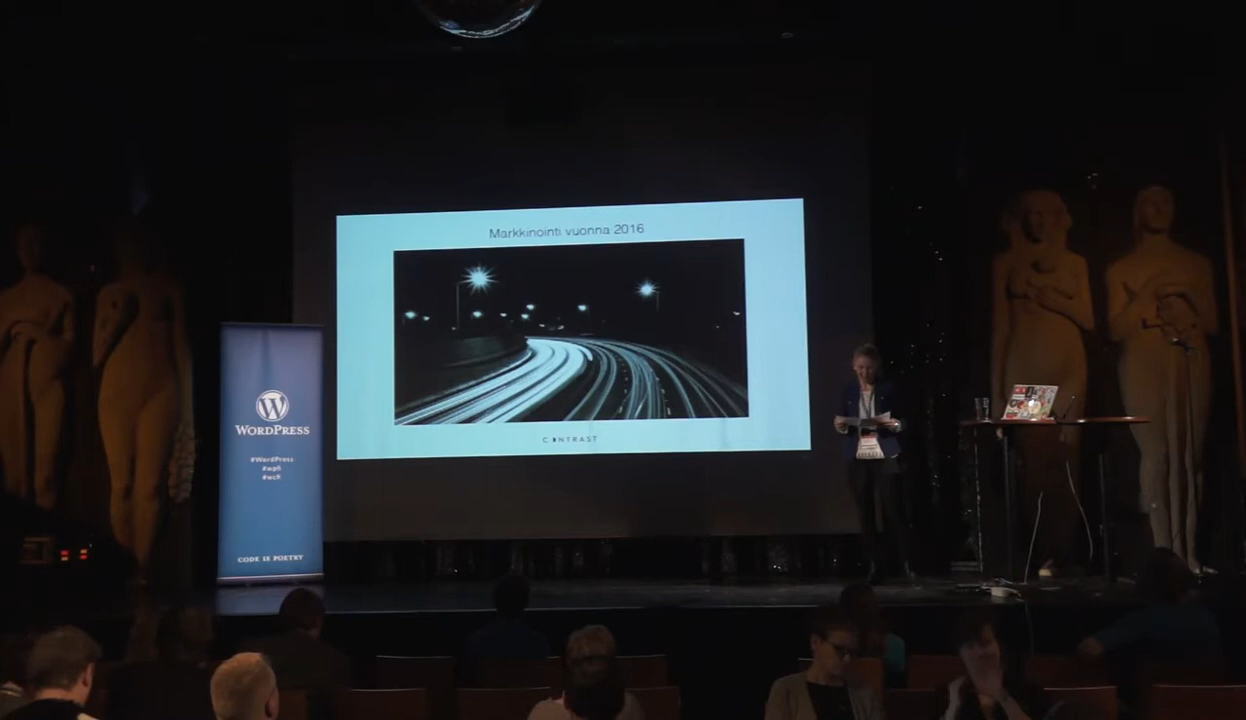 Markkinointi vuonna 2016
CONTRAST
WORDPRESS
#WordPress
#wpfi
#wcfi
CODE IS POETRY